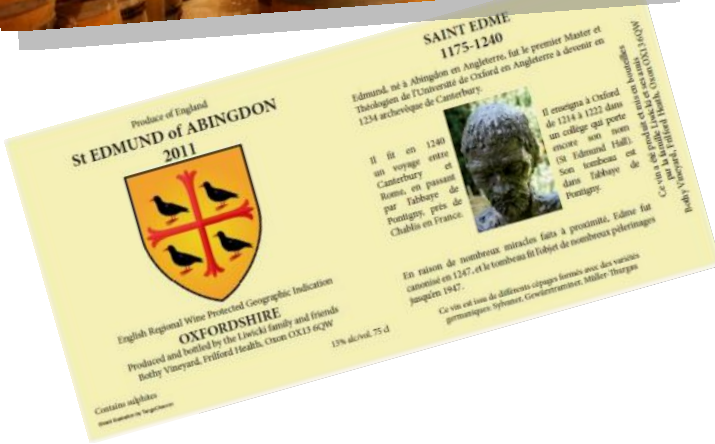 Produce of England
St EDMUND of ABINGDON
2011
English Regional Wine Protected Geographic Indication
OXFORDSHIRE
Produced and bottled by the Liwicki family and friends
Bothy Vineyard, Frilford Health, Oxon OX13 6QW
13% alc/vol. 75 cl
Contains sulphites
SAINT EDME
1175-1240
Edmund, né à Abingdon en Angleterre, fut le premier Master et
Théologien de l'Université de Oxford en Angleterre à devenir en
1234 archevèque de Canterbury.
Il fit en 1240
un voyage entre
Canterbury et
Rome, en passant
par l'abbaye de
Pontigny, près de
Chablis en France.
Il enseigna à Oxford
de 1214 à 1222 dans
un collège qui porte
encore son nom
(St Edmund Hall).
Son tombeau est
dans l'abbaye de
Pontigny.
En raison de nombreux miracles faits à proximité, Edme fut
canonisé en 1247, et le tombeau fit l'objet de nombreux pèlerinages
jusqu'en 1947.
Ce vin est issu de différents cépages formés avec des variétés
germaniques: Sylvaner, Gewürztraminer, Müller-Thurgau
Ce vin a été produit et mis en bouteilles
par la famille Liwicki et ses amis
Bothy Vineyard, Frilford Heath, Oxon OX13 6QW